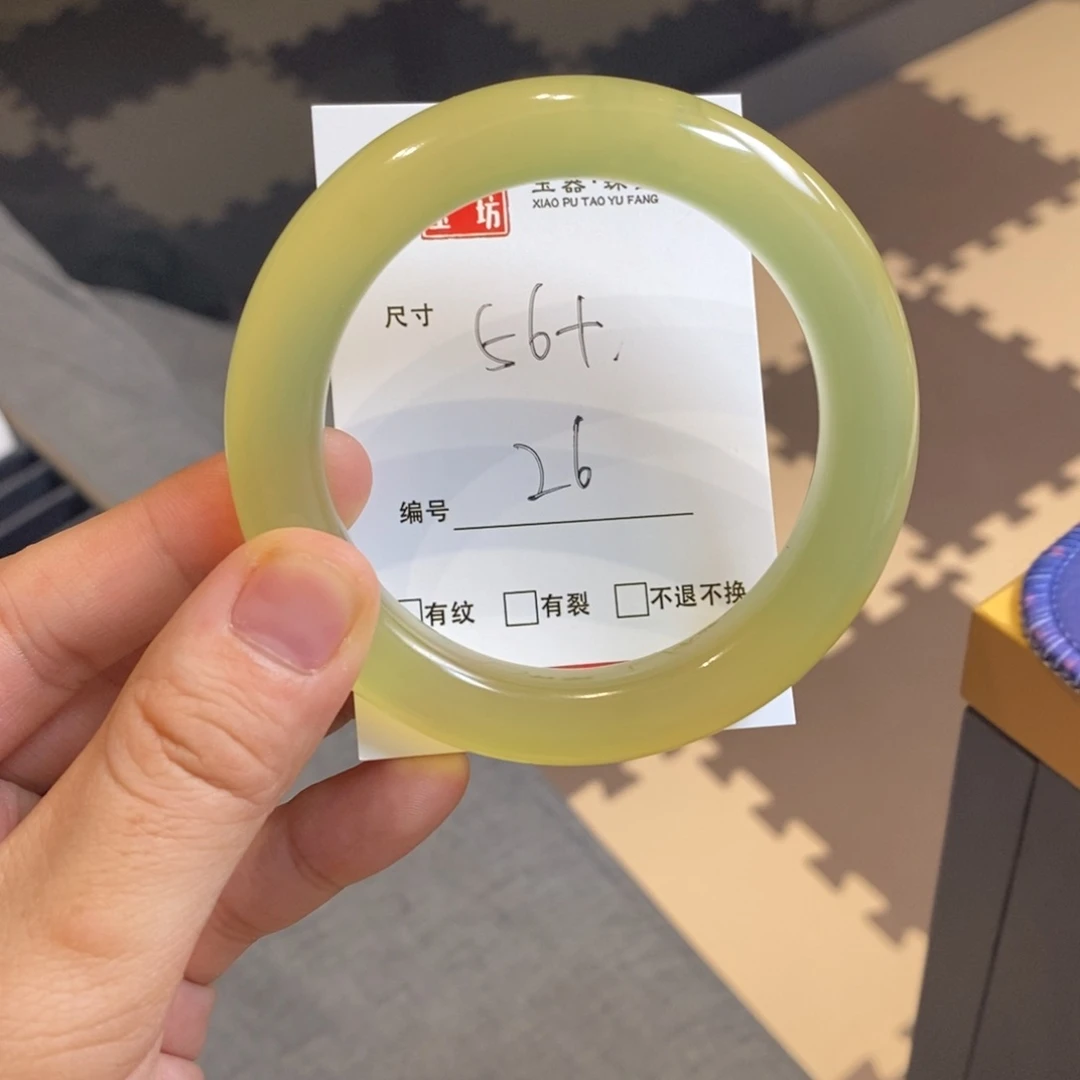 坊
玉器·珠
XIAO PU TAO YU FANG
尺寸 56+.
26
编号
有纹 有裂 不退不换